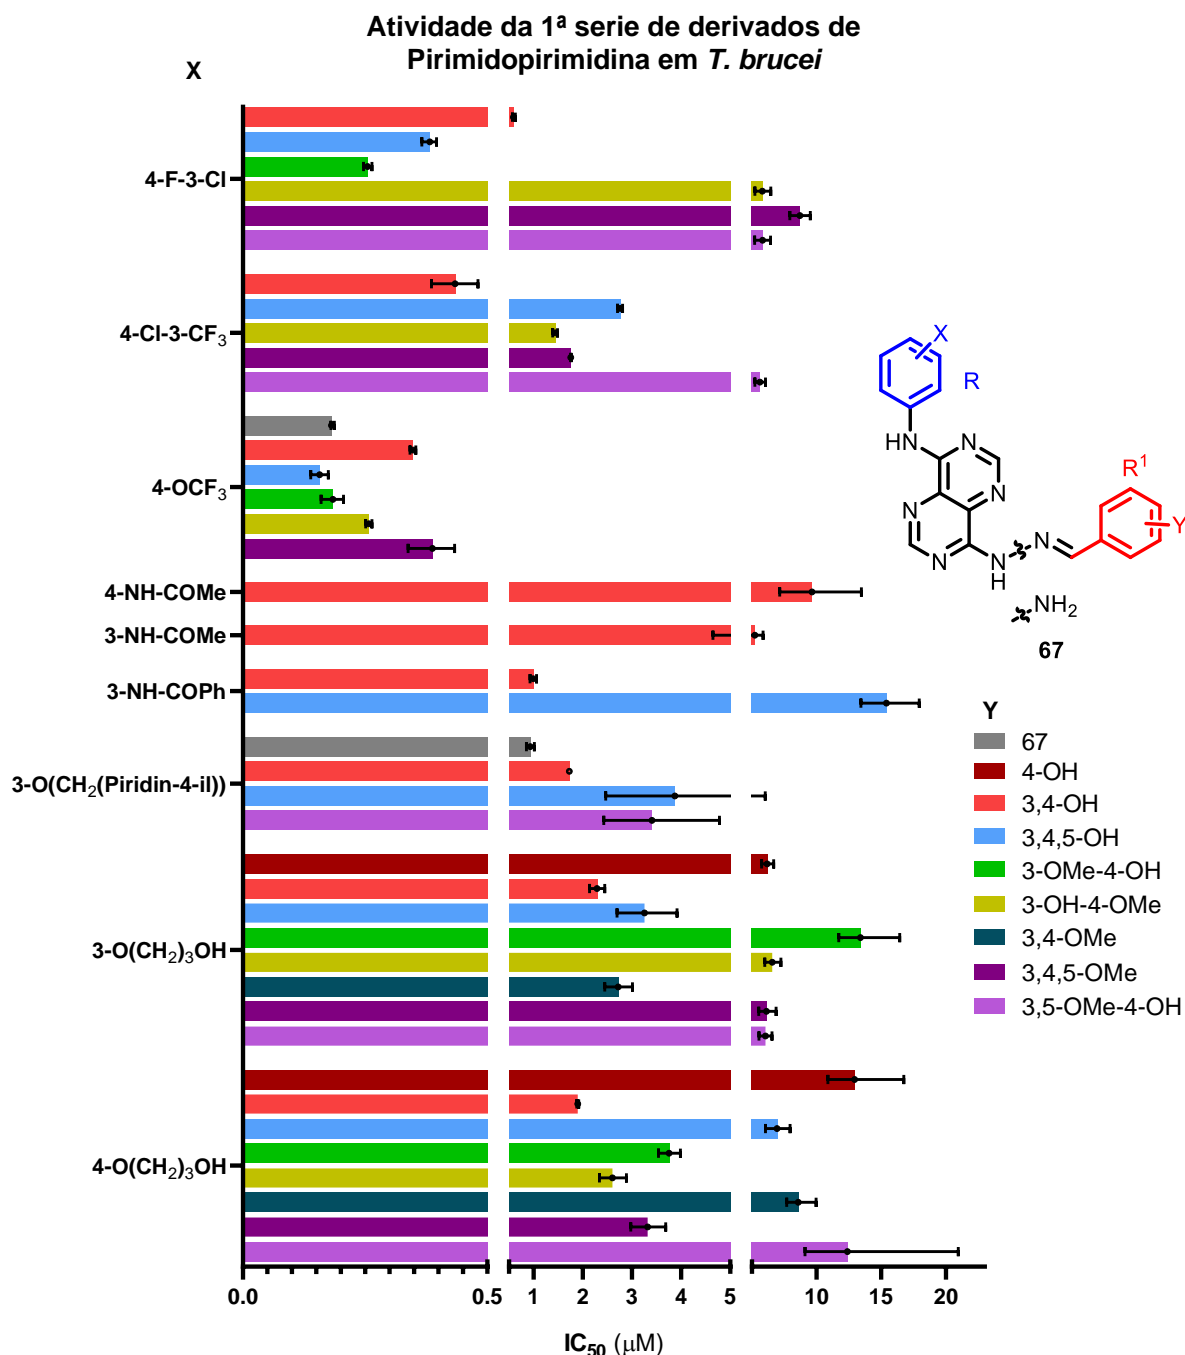 Atividade da 1ª serie de derivados de
Pirimidopirimidina em T. brucei
X
4-F-3-Cl
4-Cl-3-CF₃
4-OCF₃
4-NH-COMe
3-NH-COMe
3-NH-COPh
3-O(CH₂(Piridin-4-il))
3-O(CH₂)₃OH
4-O(CH₂)₃OH
0.0 0.5 1 2 3 4 5 10 15 20
IC₅₀ (μM)
X
R
HN N
N
N
N
N
H
N
R¹
Y
NH₂
67
Y
67
4-OH
3,4-OH
3,4,5-OH
3-OMe-4-OH
3-OH-4-OMe
3,4-OMe
3,4,5-OMe
3,5-OMe-4-OH